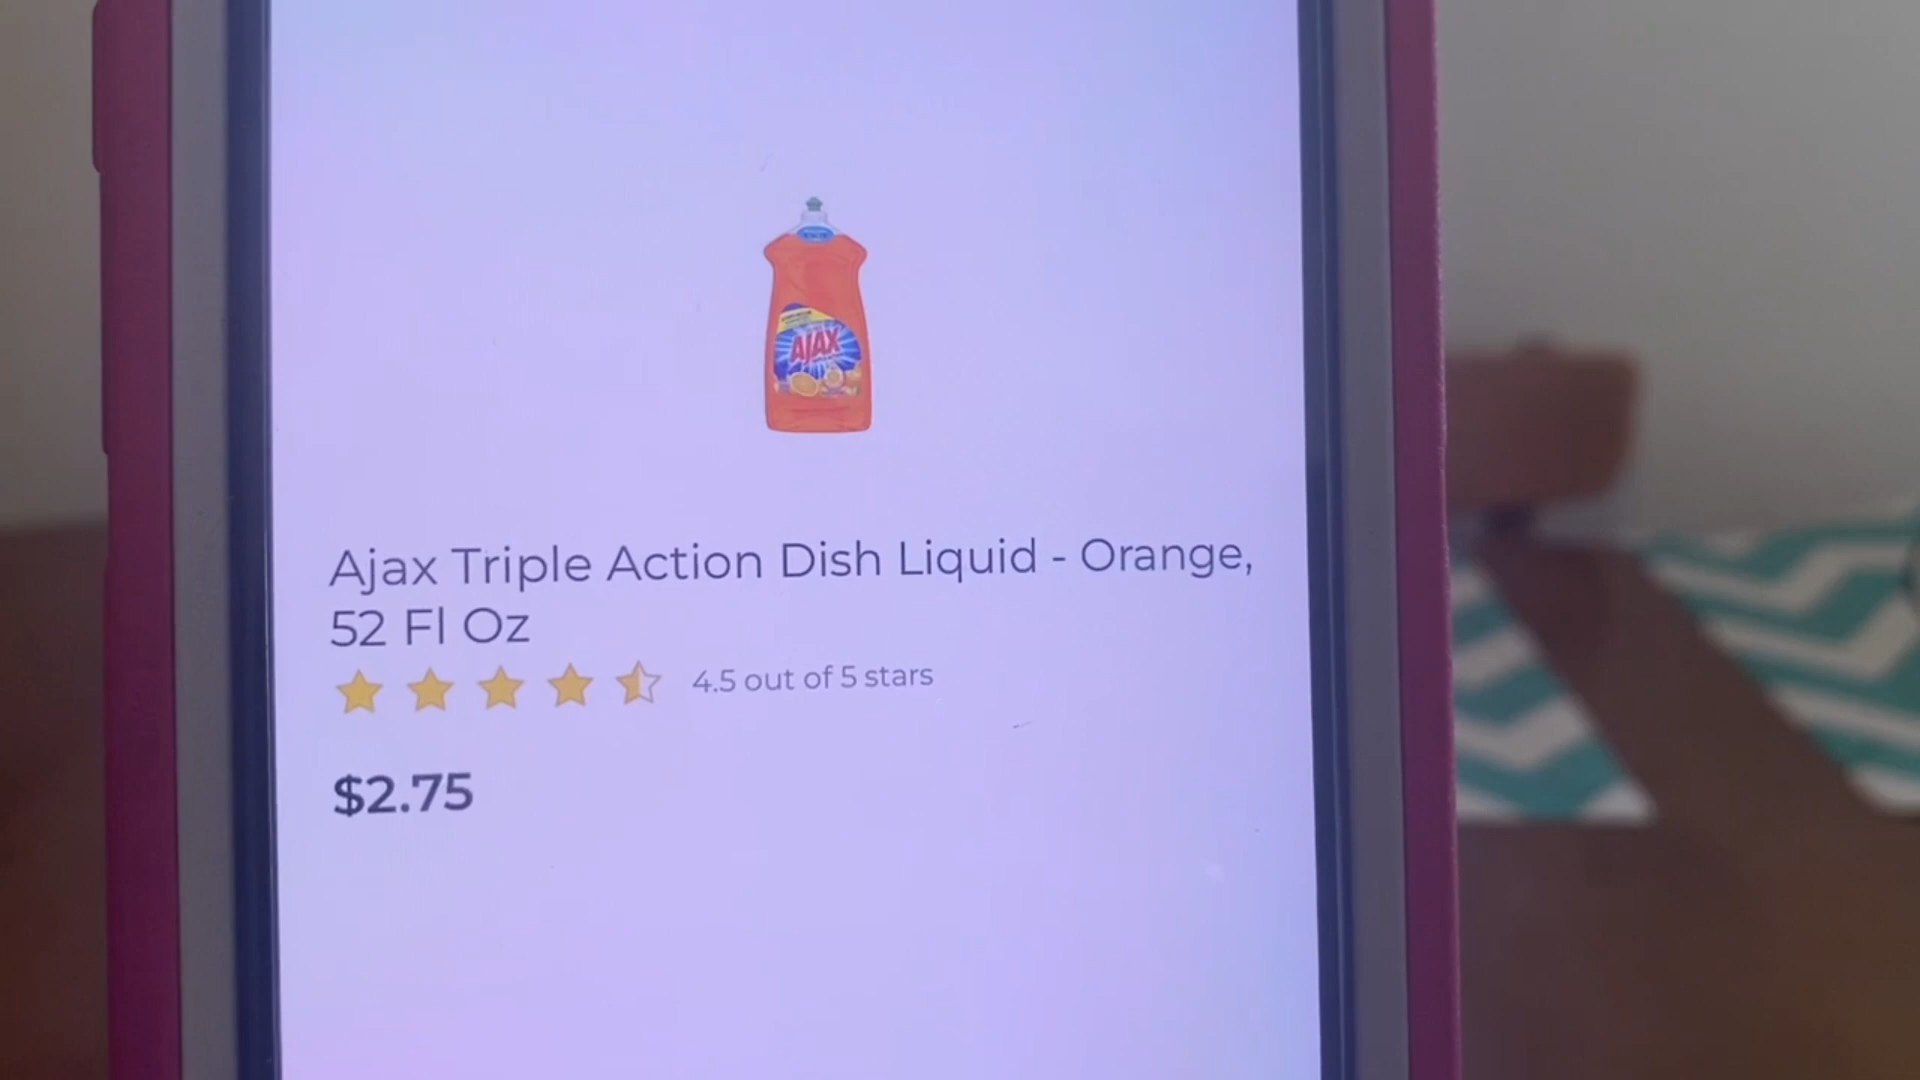 AJAX
Ajax Triple Action Dish Liquid - Orange,
52 Fl Oz
4.5 out of 5 stars
$2.75